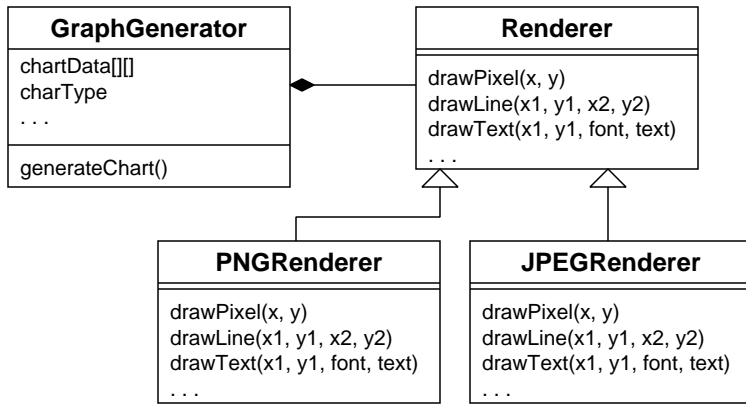 GraphGenerator
chartData[][]
charType
. . .
generateChart()
Renderer
drawPixel(x, y)
drawLine(x1, y1, x2, y2)
drawText(x1, y1, font, text)
. . .
PNGRenderer
drawPixel(x, y)
drawLine(x1, y1, x2, y2)
drawText(x1, y1, font, text)
. . .
JPEGRenderer
drawPixel(x, y)
drawLine(x1, y1, x2, y2)
drawText(x1, y1, font, text)
. . .